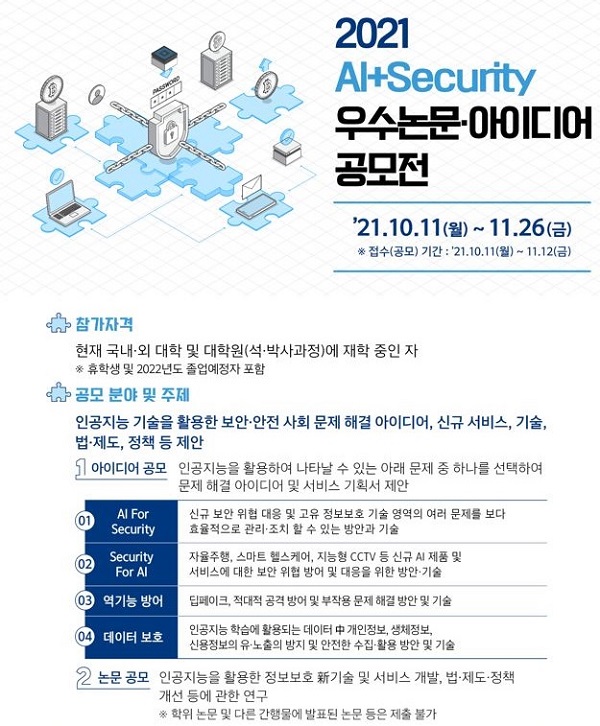 2021
AI+Security
우수논문·아이디어
공모전
'21.10.11(월) ~ 11.26(금)
※ 접수(공모) 기간 : '21.10.11(월) ~ 11.12(금)
PASSWORD
참가자격
현재 국내·외 대학 및 대학원(석·박사과정)에 재학 중인 자
※ 휴학생 및 2022년도 졸업예정자 포함
공모 분야 및 주제
인공지능 기술을 활용한 보안·안전 사회 문제 해결 아이디어, 신규 서비스, 기술,
법·제도, 정책 등 제안
1 아이디어 공모 인공지능을 활용하여 나타날 수 있는 아래 문제 중 하나를 선택하여
문제 해결 아이디어 및 서비스 기획서 제안
01 AI For
Security
신규 보안 위협 대응 및 고유 정보보호 기술 영역의 여러 문제를 보다
효율적으로 관리·조치 할 수 있는 방안과 기술
02 Security
For AI
자율주행, 스마트 헬스케어, 지능형 CCTV 등 신규 AI 제품 및
서비스에 대한 보안 위협 방어 및 대응을 위한 방안·기술
03 역기능 방어 딥페이크, 적대적 공격 방어 및 부작용 문제 해결 방안 및 기술
04 데이터 보호
인공지능 학습에 활용되는 데이터 中 개인정보, 생체정보,
신용정보의 유·노출의 방지 및 안전한 수집·활용 방안 및 기술
2 논문 공모 인공지능을 활용한 정보보호 新기술 및 서비스 개발, 법·제도·정책
개선 등에 관한 연구
※ 학위 논문 및 다른 간행물에 발표된 논문 등은 제출 불가